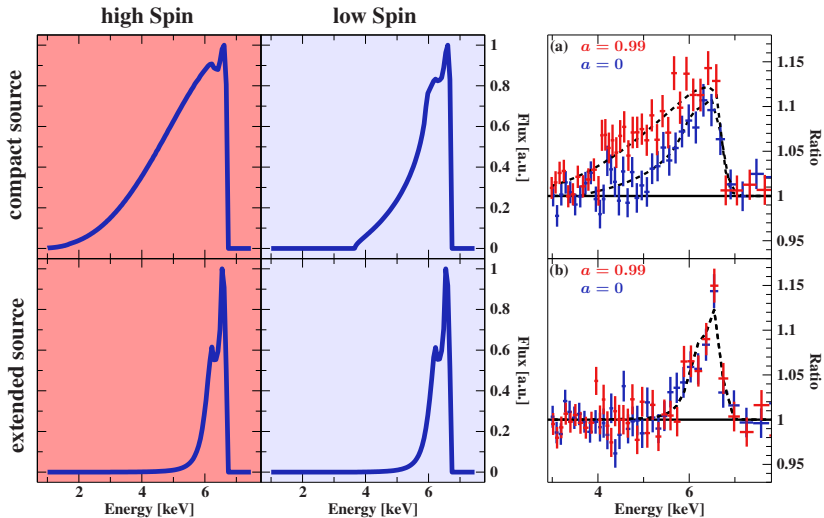 high Spin
low Spin
compact source
extended source
1
0.8
0.6
0.4
0.2
0
Flux [a.u.]
1
0.8
0.6
0.4
0.2
0
Flux [a.u.]
2 4 6
Energy [keV]
2 4 6
Energy [keV]
(a) a = 0.99
a = 0
1.15
1.10
1.05
1
0.95
Ratio
(b) a = 0.99
a = 0
1.15
1.10
1.05
1
0.95
Ratio
4 6
Energy [keV]